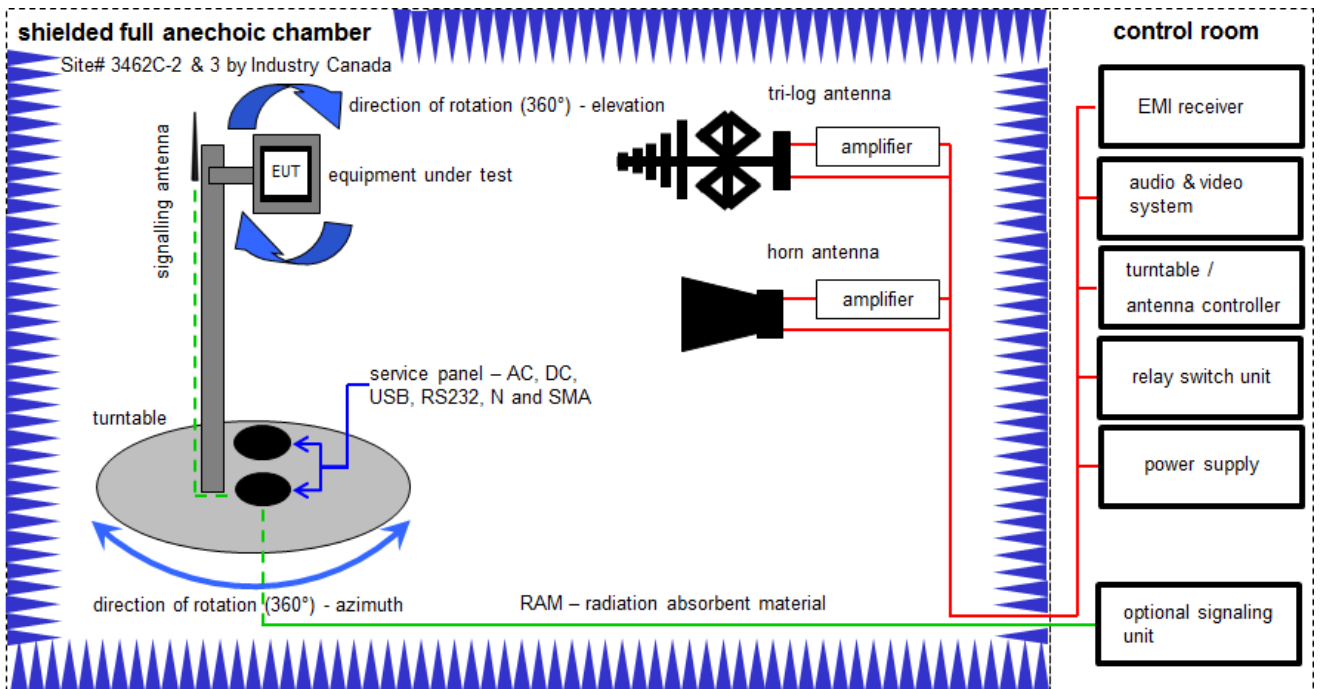 shielded full anechoic chamber
Site# 3462C-2 & 3 by Industry Canada
direction of rotation (360°) - elevation
signalling antenna
EUT
equipment under test
tri-log antenna
amplifier
horn antenna
amplifier
service panel – AC, DC,
USB, RS232, N and SMA
turntable
direction of rotation (360°) - azimuth
RAM – radiation absorbent material
control room
EMI receiver
audio & video
system
turntable /
antenna controller
relay switch unit
power supply
optional signaling
unit